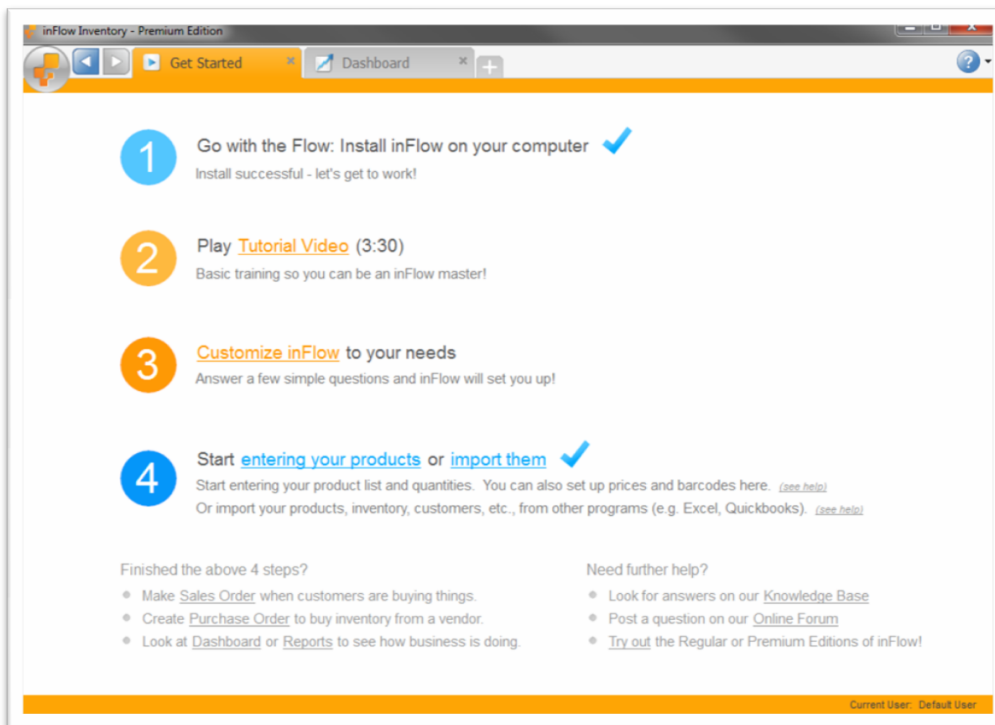 inFlow Inventory - Premium Edition
Get Started
Dashboard
1
Go with the Flow: Install inFlow on your computer
Install successful - let's get to work!
2
Play Tutorial Video (3:30)
Basic training so you can be an inFlow master!
3
Customize inFlow to your needs
Answer a few simple questions and inFlow will set you up!
4
Start entering your products or import them
Start entering your product list and quantities. You can also set up prices and barcodes here. (see help)
Or import your products, inventory, customers, etc., from other programs (e.g. Excel, Quickbooks). (see help)
Finished the above 4 steps?
Make Sales Order when customers are buying things.
Create Purchase Order to buy inventory from a vendor.
Look at Dashboard or Reports to see how business is doing.
Need further help?
Look for answers on our Knowledge Base
Post a question on our Online Forum
Try out the Regular or Premium Editions of inFlow!
Current User: Default User